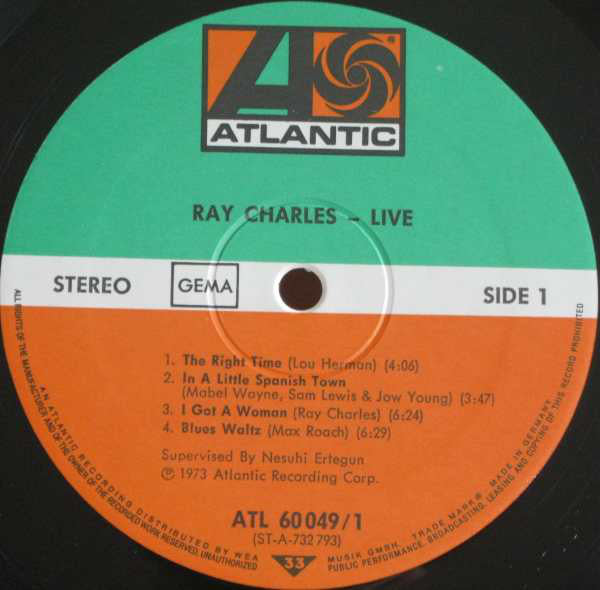 ATLANTIC
RAY CHARLES – LIVE
STEREO GEMA SIDE 1
1. The Right Time (Lou Herman) (4:06)
2. In A Little Spanish Town
(Mabel Wayne, Sam Lewis & Jow Young) (3:47)
3. I Got A Woman (Ray Charles) (6:24)
4. Blues Waltz (Max Roach) (6:29)
Supervised By Nesuhi Ertegun
℗ 1973 Atlantic Recording Corp.
ATL 60 049/1
(ST-A-732 793)
33
AN ATLANTIC RECORDING DISTRIBUTED BY WEA MUSIK GMBH. TRADE MARK® MADE IN GERMANY
ALL RIGHTS OF THE MANUFACTURER AND OF THE OWNER OF THE RECORDED WORK RESERVED. UNAUTHORIZED PUBLIC PERFORMANCE, BROADCASTING, LEASING AND COPYING OF THIS RECORD PROHIBITED